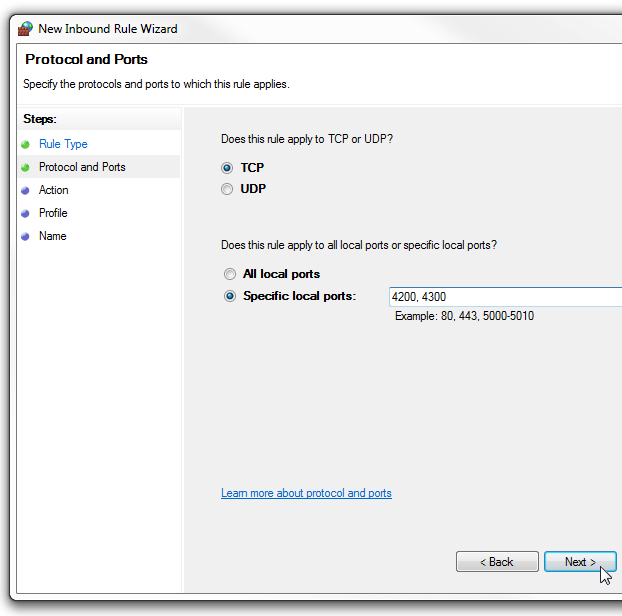 New Inbound Rule Wizard
Protocol and Ports
Specify the protocols and ports to which this rule applies.
Steps:
Rule Type
Protocol and Ports
Action
Profile
Name
Does this rule apply to TCP or UDP?
TCP
UDP
Does this rule apply to all local ports or specific local ports?
All local ports
Specific local ports: 4200, 4300
Example: 80, 443, 5000-5010
Learn more about protocol and ports
< Back Next >